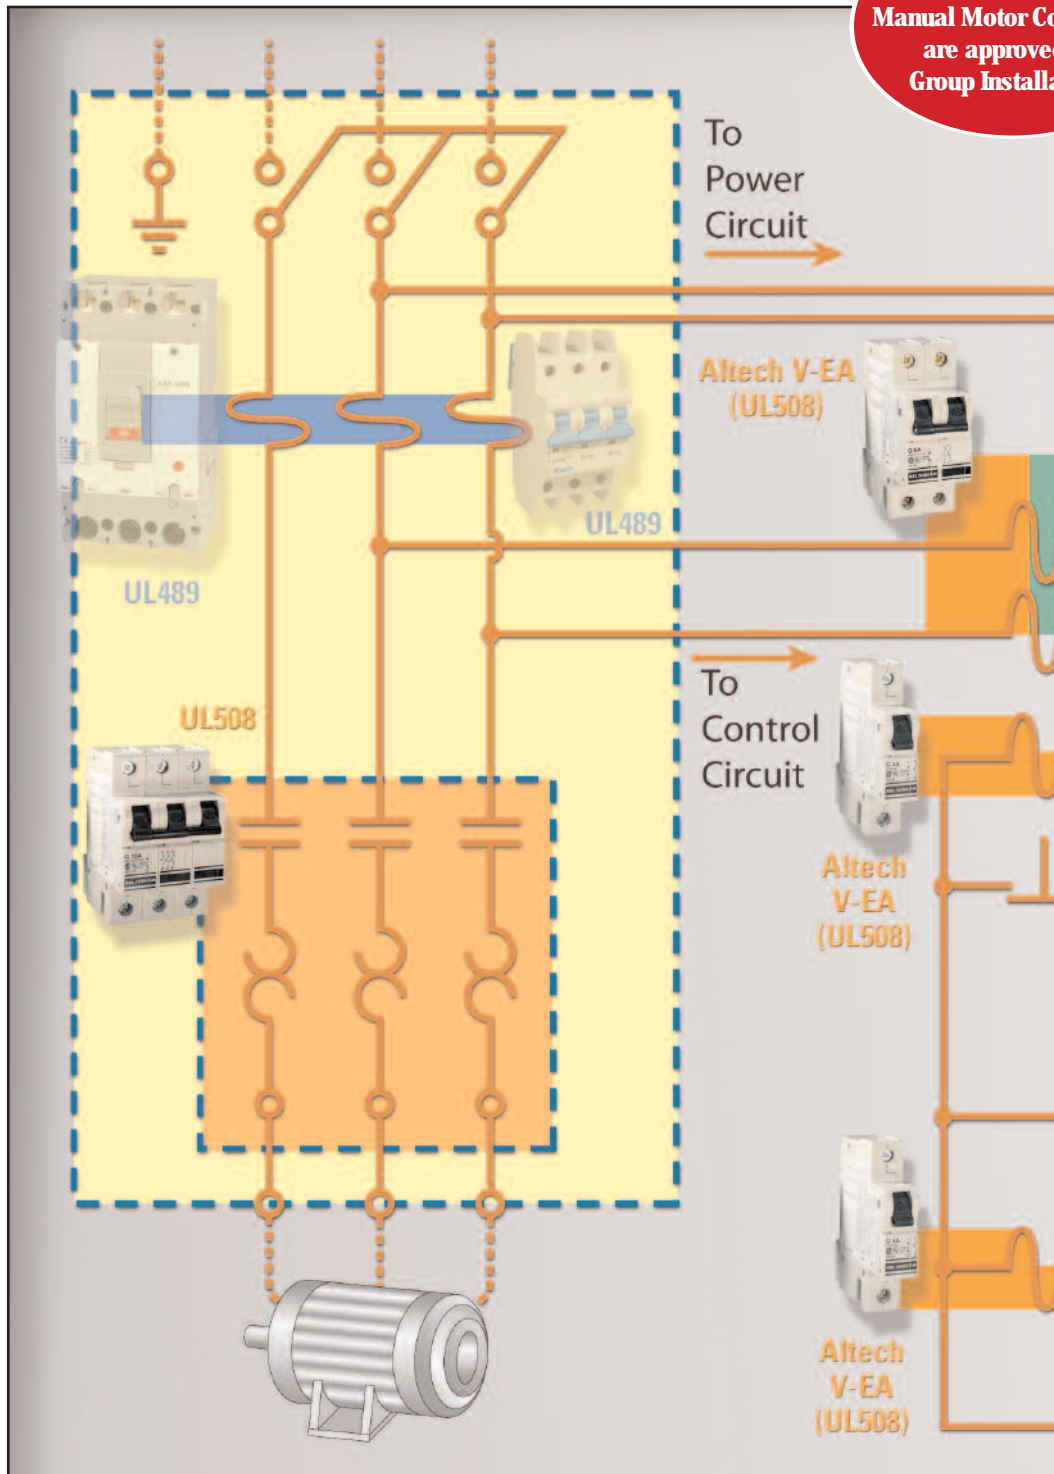 Manual Motor Co
are approve
Group Installa
To
Power
Circuit
Altech V-EA
(UL508)
UL489
UL489
To
Control
Circuit
UL508
Altech
V-EA
(UL508)
Altech
V-EA
(UL508)